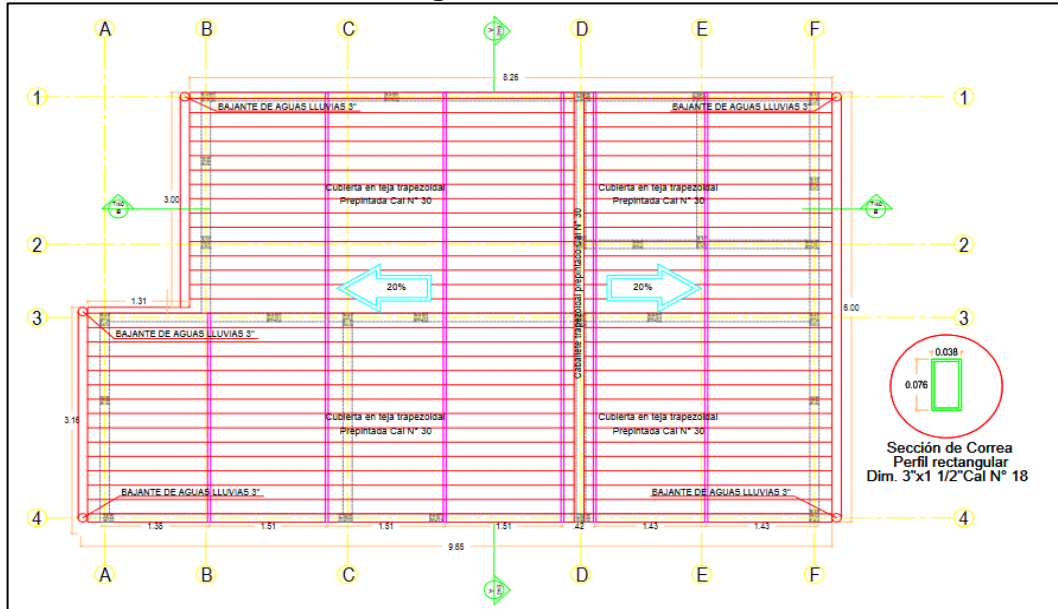 A B C D E F
8.26
1 1
BAJANTE DE AGUAS LLUVIAS 3" BAJANTE DE AGUAS LLUVIAS 3"
Cubierta en teja trapezoidal
Prepintada Cal N° 30
Cubierta en teja trapezoidal
Prepintada Cal N° 30
3.00
2 2
Caballete trapezoidal prepintado Cal N° 30
20% 20%
1.31
3 3
6.00
BAJANTE DE AGUAS LLUVIAS 3"
0.038
0.076
3.16
Cubierta en teja trapezoidal
Prepintada Cal N° 30
Cubierta en teja trapezoidal
Prepintada Cal N° 30
Sección de Correa
Perfil rectangular
Dim. 3"x1 1/2"Cal N° 18
BAJANTE DE AGUAS LLUVIAS 3" BAJANTE DE AGUAS LLUVIAS 3"
4 4
1.38 1.51 1.51 1.51 .42 1.43 1.43
9.65
A B C D E F